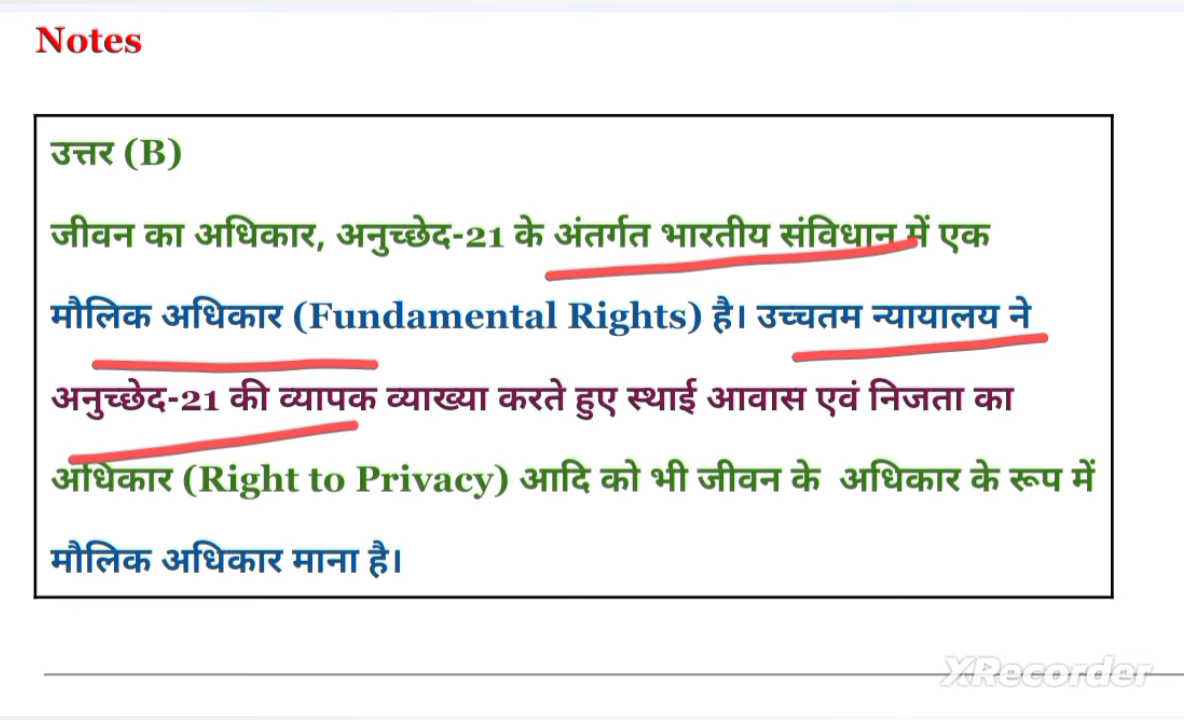 Notes
उत्तर (B)
जीवन का अधिकार, अनुच्छेद-21 के अंतर्गत भारतीय संविधान में एक
मौलिक अधिकार (Fundamental Rights) है। उच्चतम न्यायालय ने
अनुच्छेद-21 की व्यापक व्याख्या करते हुए स्थाई आवास एवं निजता का
अधिकार (Right to Privacy) आदि को भी जीवन के अधिकार के रूप में
मौलिक अधिकार माना है।
XRecorder